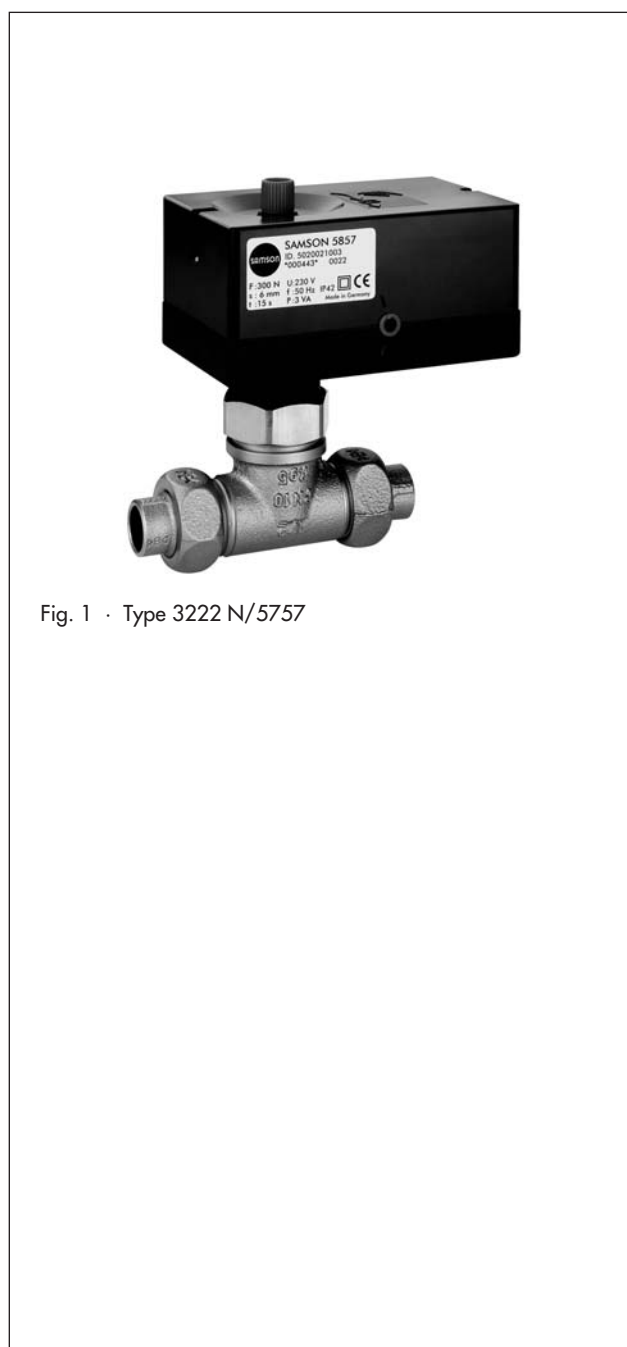 SAMSON 5857
SAMSON
ID. 5020021003
*000443* 0022
F:300 N U:230 V
s : 6 mm f :50 Hz IP42 CE
t :15 s P:3 VA Made in Germany
Fig. 1 · Type 3222 N/5757